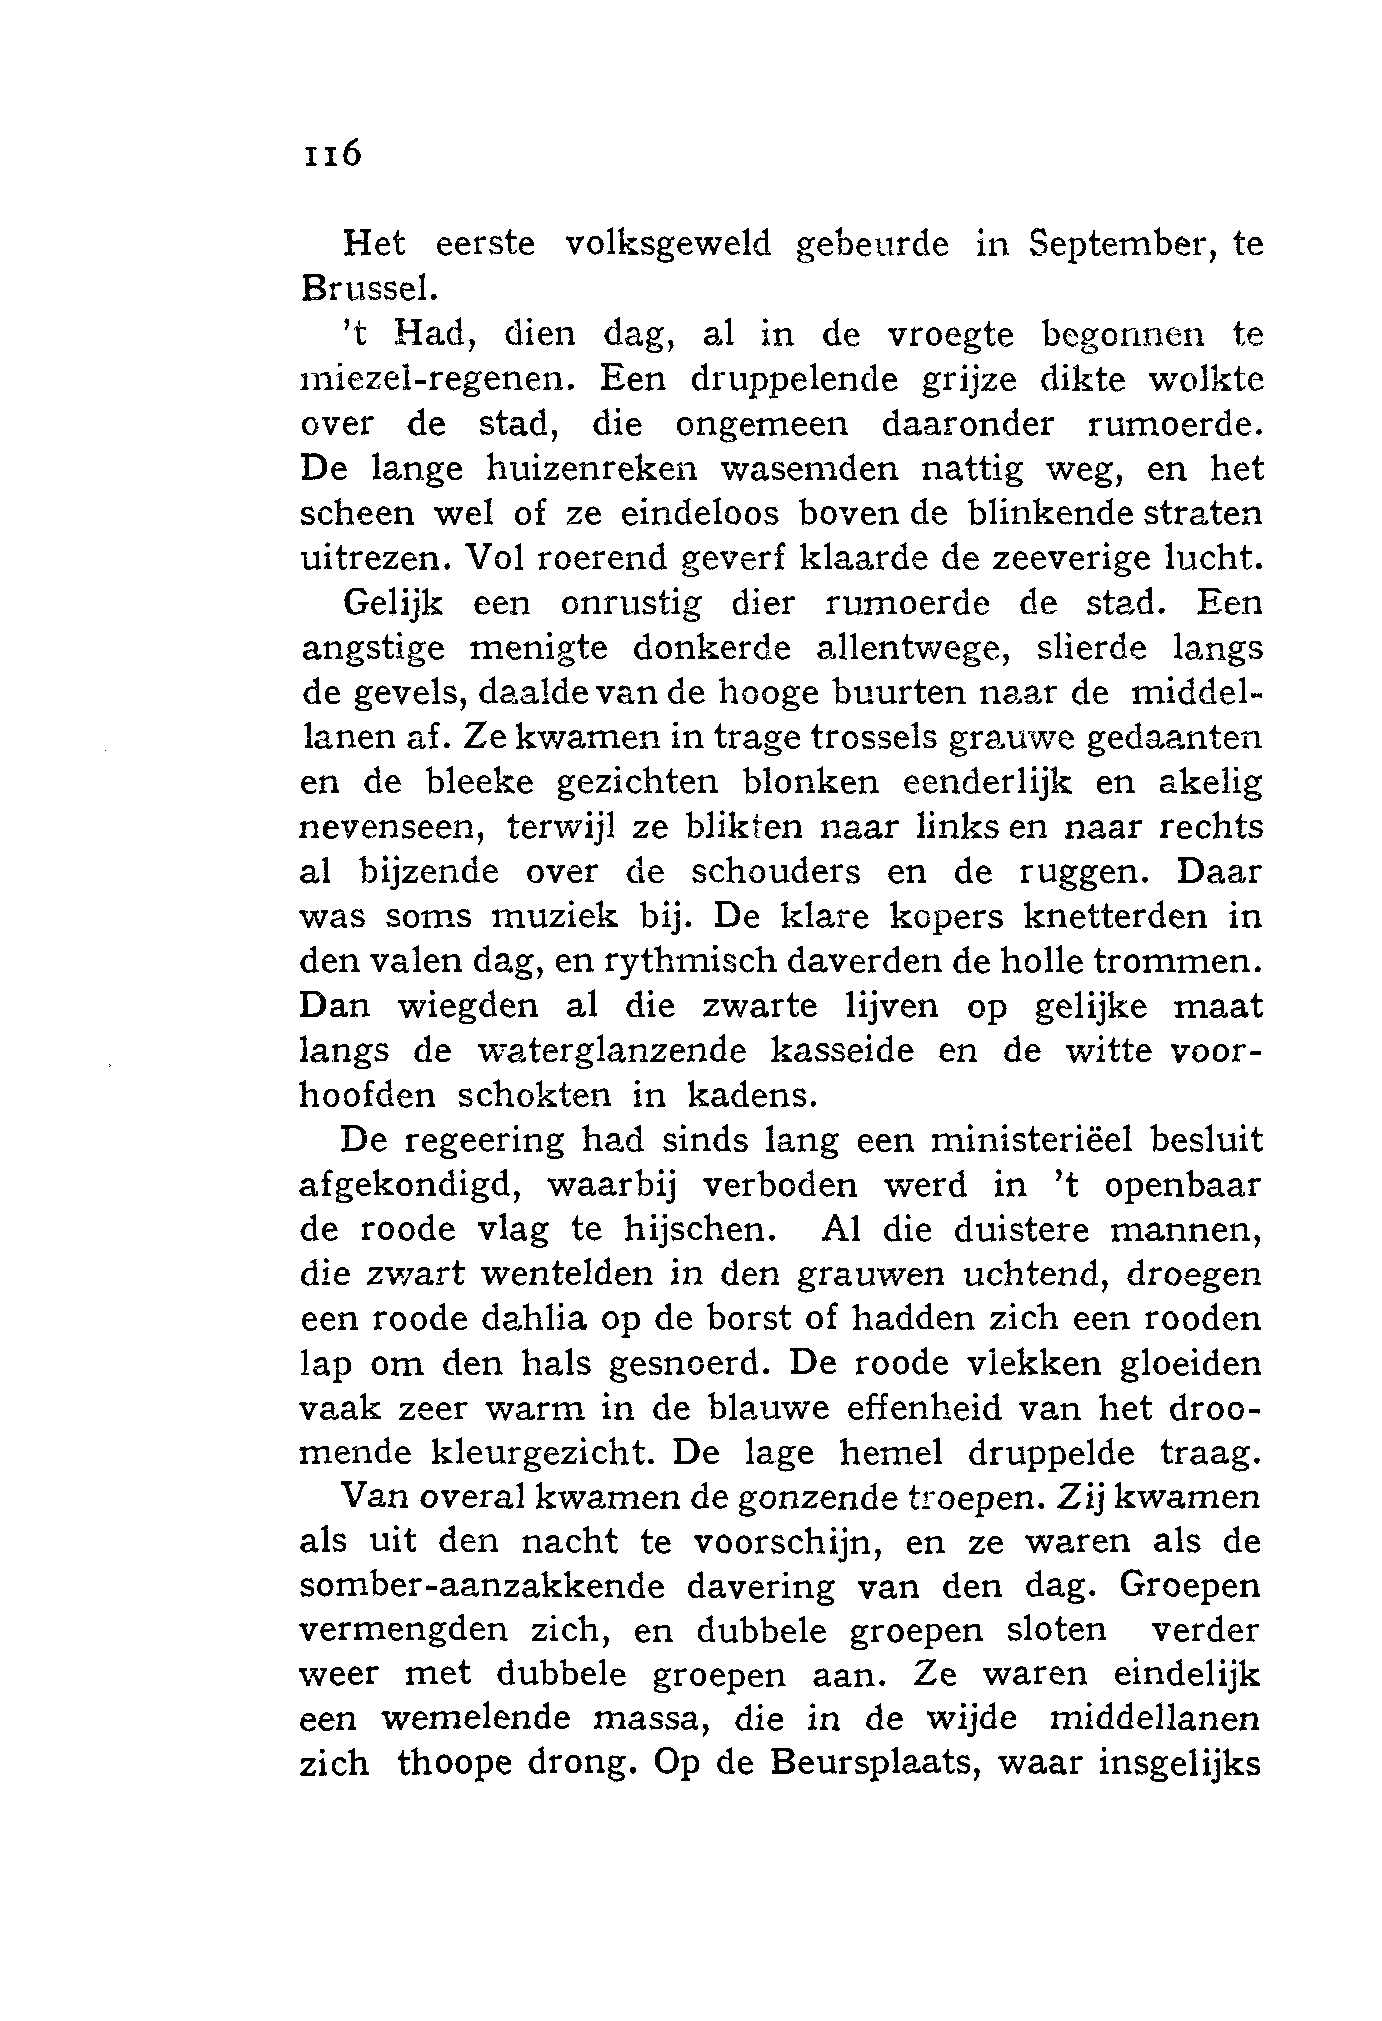 116
Het eerste volksgeweld gebeurde in September, te
Brussel.
't Had, dien dag, al in de vroegte begonnen te
miezel-regenen. Een druppelende grijze dikte wolkte
over de stad, die ongemeen daaronder rumoerde.
De lange huizenreken wasemden nattig weg, en het
scheen wel of ze eindeloos boven de blinkende straten
uitrezen. Vol roerend geverf klaarde de zeeverige lucht.
Gelijk een onrustig dier rumoerde de stad. Een
angstige menigte donkerde allentwege, slierde langs
de gevels, daalde van de hooge buurten naar de middel-
lanen af. Ze kwamen in trage trossels grauwe gedaanten
en de bleeke gezichten blonken eenderlijk en akelig
nevenseen, terwijl ze blikten naar links en naar rechts
al bijzende over de schouders en de ruggen. Daar
was soms muziek bij. De klare kopers knetterden in
den valen dag, en rythmisch daverden de holle trommen.
Dan wiegden al die zwarte lijven op gelijke maat
langs de waterglanzende kasseide en de witte voor-
hoofden schokten in kadens.
De regeering had sinds lang een ministerieël besluit
afgekondigd, waarbij verboden werd in 't openbaar
de roode vlag te hijschen. Al die duistere mannen,
die zwart wentelden in den grauwen uchtend, droegen
een roode dahlia op de borst of hadden zich een rooden
lap om den hals gesnoerd. De roode vlekken gloeiden
vaak zeer warm in de blauwe effenheid van het droo-
mende kleurgezicht. De lage hemel druppelde traag.
Van overal kwamen de gonzende troepen. Zij kwamen
als uit den nacht te voorschijn, en ze waren als de
somber-aanzakkende davering van den dag. Groepen
vermengden zich, en dubbele groepen sloten verder
weer met dubbele groepen aan. Ze waren eindelijk
een wemelende massa, die in de wijde middellanen
zich thoope drong. Op de Beursplaats, waar insgelijks